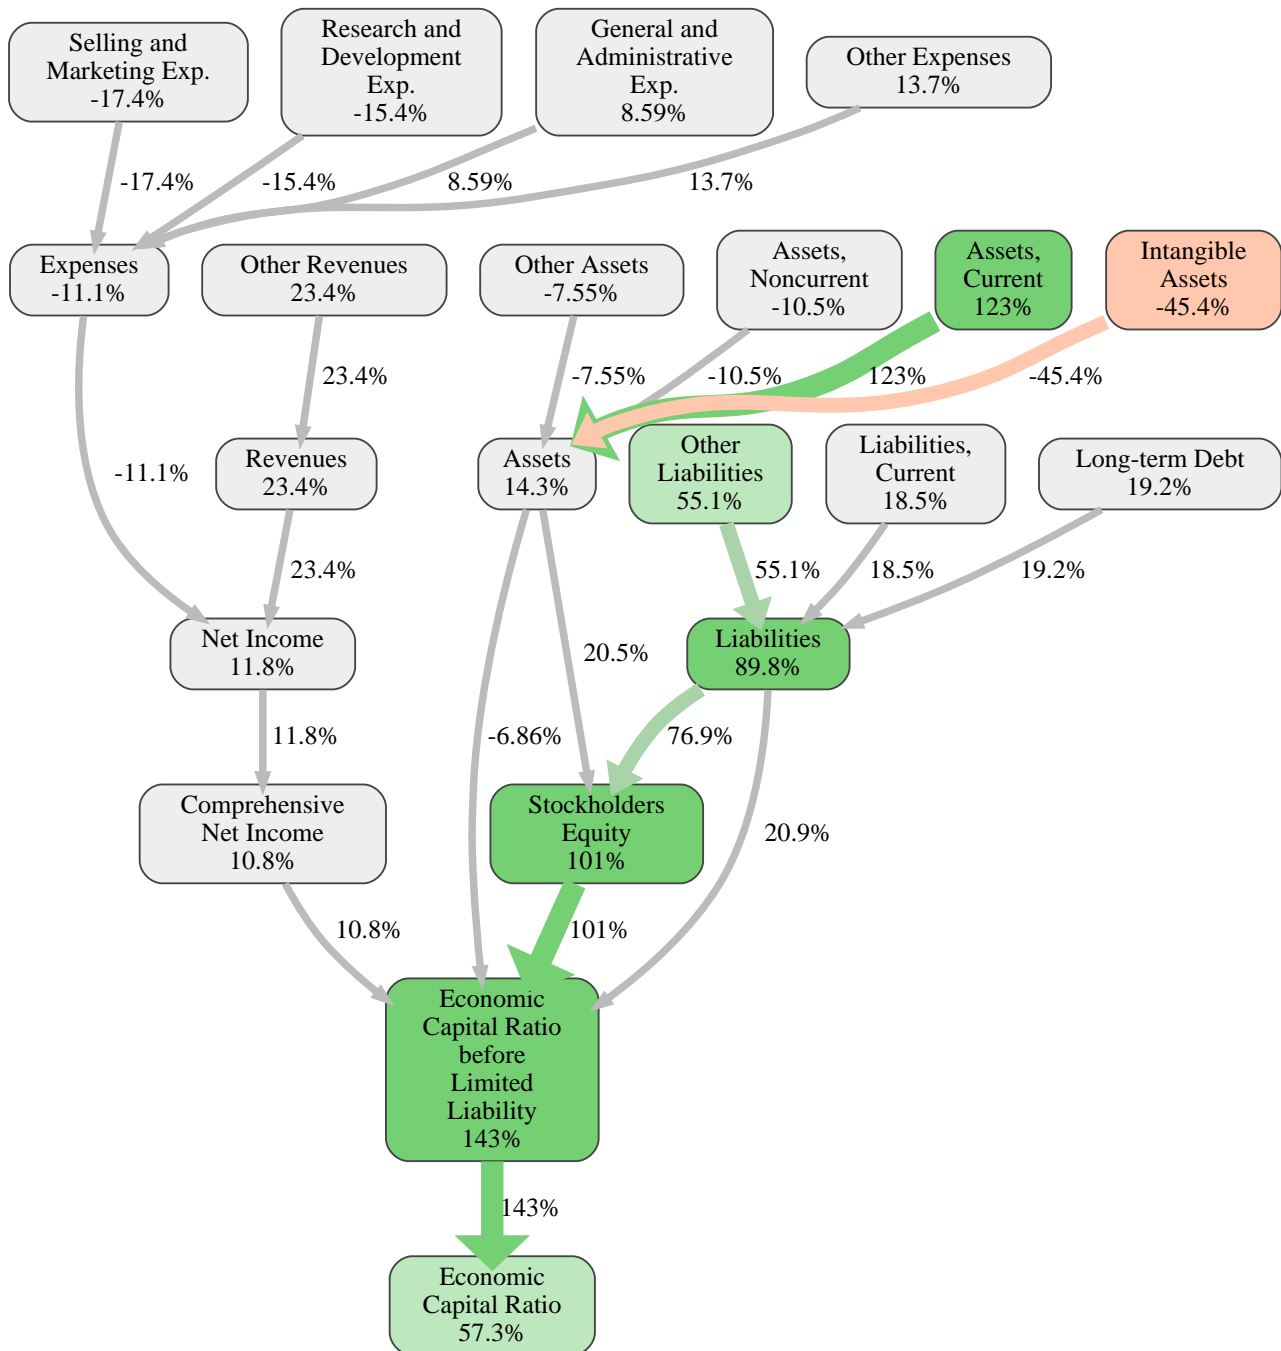 Selling and
Marketing Exp.
-17.4%
Research and
Development
Exp.
-15.4%
General and
Administrative
Exp.
8.59%
Other Expenses
13.7%
-17.4%
-15.4%
8.59%
13.7%
Expenses
-11.1%
Other Revenues
23.4%
Other Assets
-7.55%
Assets,
Noncurrent
-10.5%
Assets,
Current
123%
Intangible
Assets
-45.4%
23.4%
-7.55%
-10.5%
123%
-45.4%
-11.1%
Revenues
23.4%
Assets
14.3%
Other
Liabilities
55.1%
Liabilities,
Current
18.5%
Long-term Debt
19.2%
23.4%
55.1%
18.5%
19.2%
Net Income
11.8%
20.5%
Liabilities
89.8%
11.8%
-6.86%
76.9%
20.9%
Comprehensive
Net Income
10.8%
Stockholders
Equity
101%
10.8%
101%
Economic
Capital Ratio
before
Limited
Liability
143%
143%
Economic
Capital Ratio
57.3%